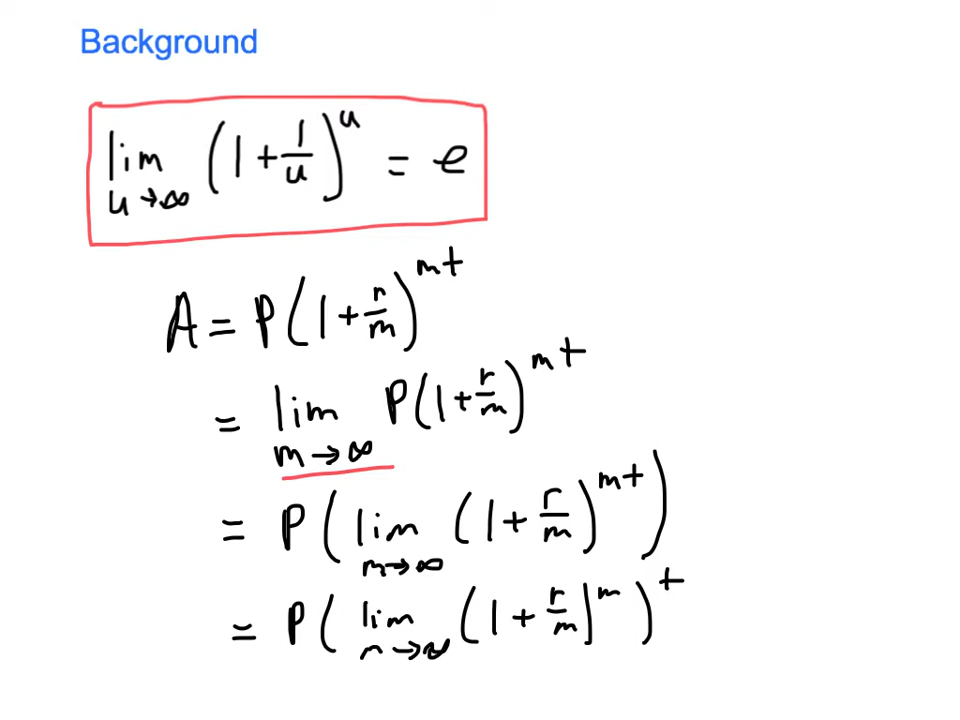 Background
lim u→∞ (1 + 1/u)^u = e
A = P(1 + r/m)^mt
= lim m→∞ P(1 + r/m)^mt
= P(lim m→∞ (1 + r/m)^mt)
= P(lim m→∞ (1 + r/m)^m)^t